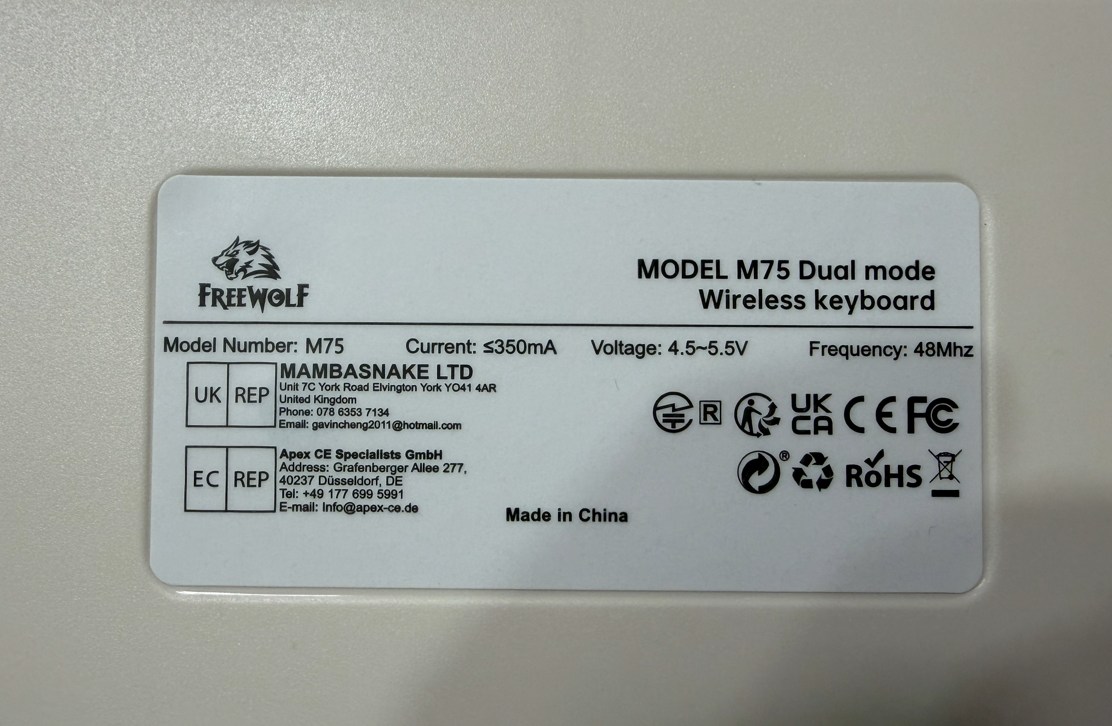 FREEWOLF
MODEL M75 Dual mode
Wireless keyboard
Model Number: M75 Current: ≤350mA Voltage: 4.5~5.5V Frequency: 48Mhz
UK REP
MAMBASNAKE LTD
Unit 7C York Road Elvington York YO41 4AR
United Kingdom
Phone: 078 6353 7134
Email: gavincheng2011@hotmail.com
R
UK
CA
CE
FC
EC REP
Apex CE Specialists GmbH
Address: Grafenberger Allee 277,
40237 Düsseldorf, DE
Tel: +49 177 699 5991
E-mail: Info@apex-ce.de
®
RoHS
Made in China